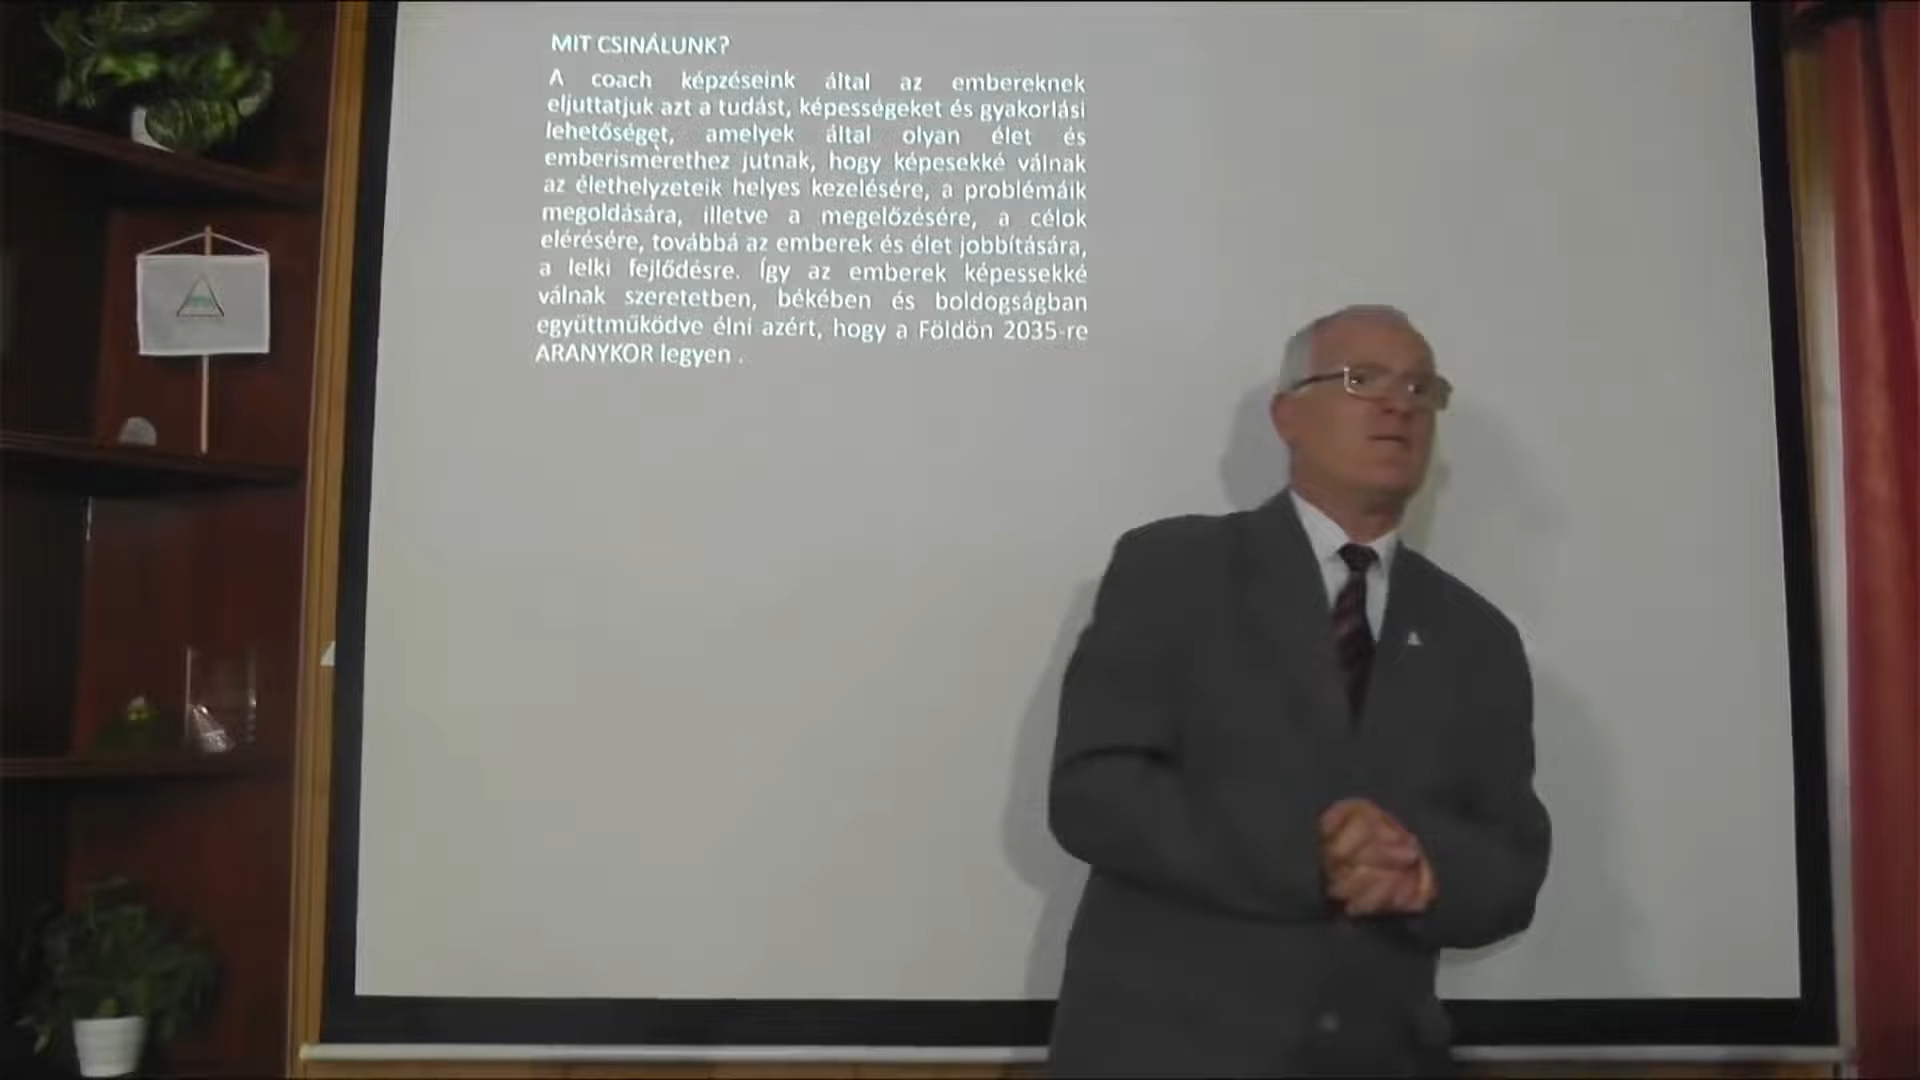 MIT CSINÁLUNK?
A coach képzéseink által az embereknek
eljuttatjuk azt a tudást, képességeket és gyakorlási
lehetőséget, amelyek által olyan élet és
emberismerethez jutnak, hogy képesekké válnak
az élethelyzeteik helyes kezelésére, a problémáik
megoldására, illetve a megelőzésére, a célok
elérésére, továbbá az emberek és élet jobbítására,
a lelki fejlődésre. Így az emberek képessekké
válnak szeretetben, békében és boldogságban
együttműködve élni azért, hogy a Földön 2035-re
ARANYKOR legyen .